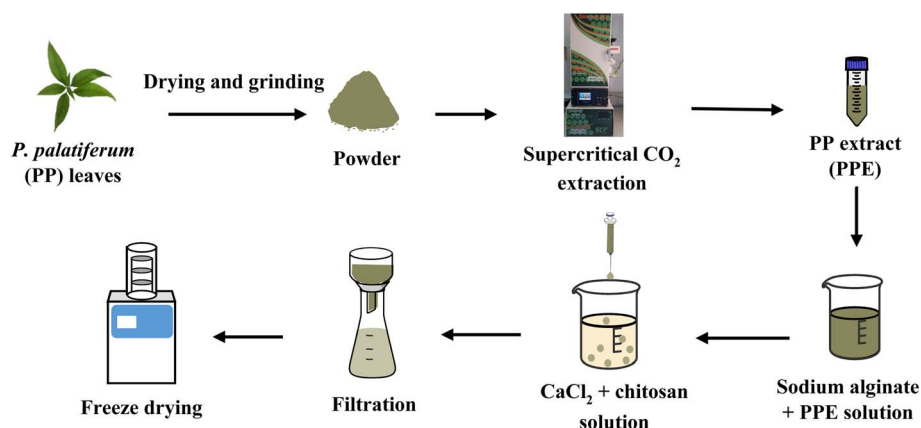 Drying and grinding
P. palatiferum
(PP) leaves
Powder
Supercritical CO₂
extraction
PP extract
(PPE)
Freeze drying
Filtration
CaCl₂ + chitosan
solution
Sodium alginate
+ PPE solution